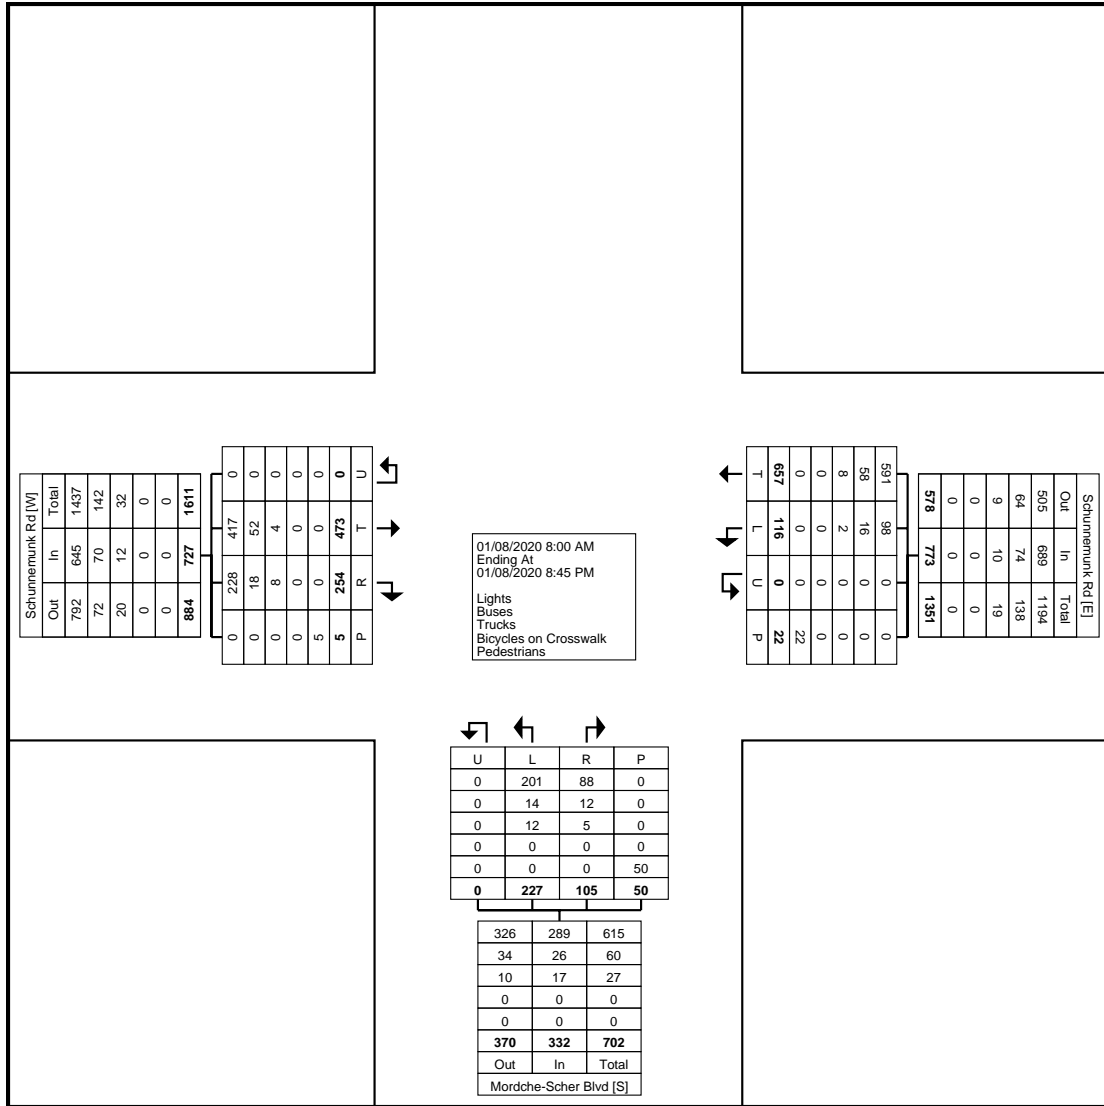 Schunnemunk Rd [W]
Out In Total
792 645 1437
72 70 142
20 12 32
0 0 0
0 0 0
884 727 1611
0 228 417 0
0 18 52 0
0 8 4 0
0 0 0 0
5 0 0 0
5 254 473 0
P R T U
01/08/2020 8:00 AM
Ending At
01/08/2020 8:45 PM
Lights
Buses
Trucks
Bicycles on Crosswalk
Pedestrians
Schunnemunk Rd [E]
Out In Total
505 689 1194
64 74 138
9 10 19
0 0 0
0 0 0
578 773 1351
591 98 0 0
58 16 0 0
8 2 0 0
0 0 0 0
0 0 0 22
657 116 0 22
T L U P
U L R P
0 201 88 0
0 14 12 0
0 12 5 0
0 0 0 0
0 0 0 50
0 227 105 50
326 289 615
34 26 60
10 17 27
0 0 0
0 0 0
370 332 702
Out In Total
Mordche-Scher Blvd [S]